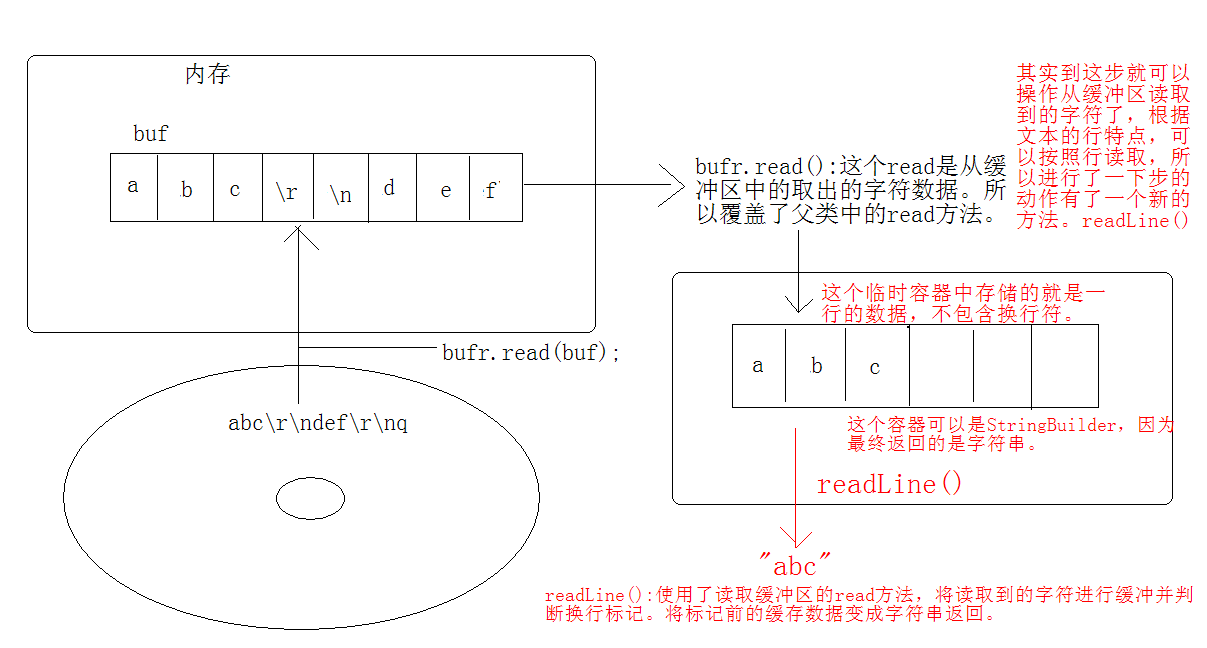 内存
buf
a b c \r \n d e f
bufr.read(buf);
abc\r\ndef\r\nq
bufr.read():这个read是从缓
冲区中的取出的字符数据。所
以覆盖了父类中的read方法。
其实到这步就可以
操作从缓冲区读取
到的字符了，根据
文本的行特点，可
以按照行读取，所
以进行了一下步的
动作有了一个新的
方法。readLine()
这个临时容器中存储的就是一
行的数据，不包含换行符。
a b c
这个容器可以是StringBuilder，因为
最终返回的是字符串。
readLine()
"abc"
readLine():使用了读取缓冲区的read方法，将读取到的字符进行缓冲并判
断换行标记。将标记前的缓存数据变成字符串返回。